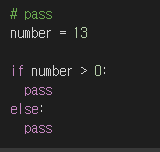 # pass
number = 13

if number > 0:
  pass
else:
  pass